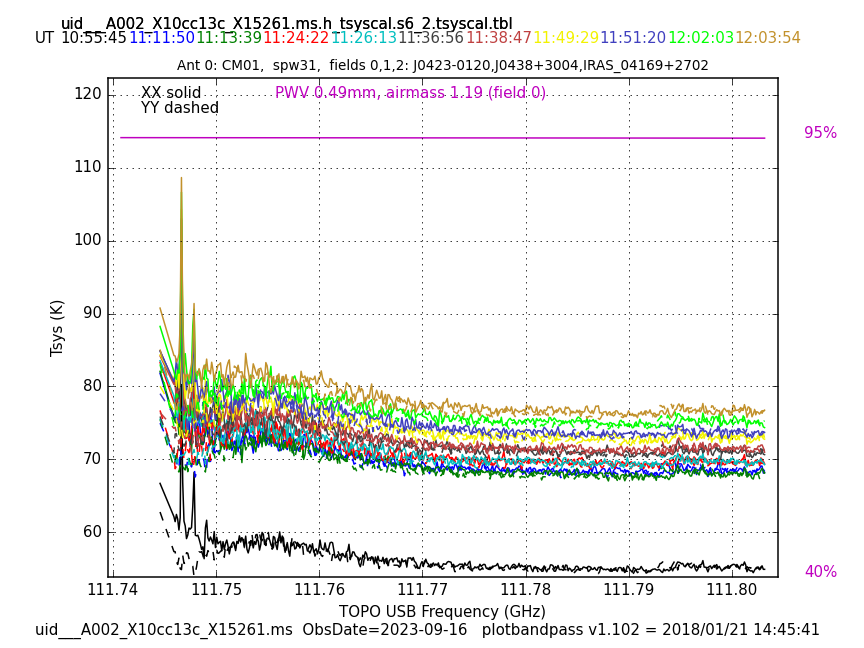 uid___A002_X10cc13c_X15261.ms.h_tsyscal.s6_2.tsyscal.tbl
UT 10:55:45 11:11:50 11:13:39 11:24:22 11:26:13 11:36:56 11:38:47 11:49:29 11:51:20 12:02:03 12:03:54
Ant 0: CM01, spw31, fields 0,1,2: J0423-0120,J0438+3004,IRAS_04169+2702
XX solid
PWV 0.49mm, airmass 1.19 (field 0)
YY dashed
120
110
100
90
80
70
60
Tsys (K)
95%
40%
111.74 111.75 111.76 111.77 111.78 111.79 111.80
TOPO USB Frequency (GHz)
uid___A002_X10cc13c_X15261.ms ObsDate=2023-09-16 plotbandpass v1.102 = 2018/01/21 14:45:41